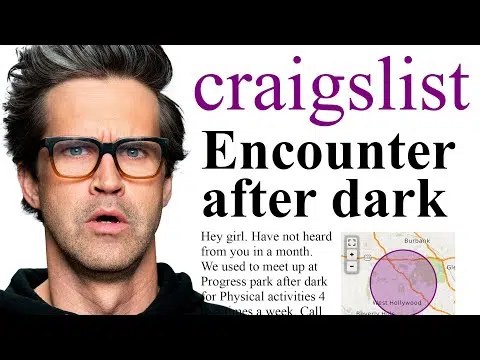 craigslist
Encounter
after dark
Hey girl. Have not heard
from you in a month.
We used to meet up at
Progress park after dark
for Physical activities 4
a week. Call
Burbank
West Hollywood